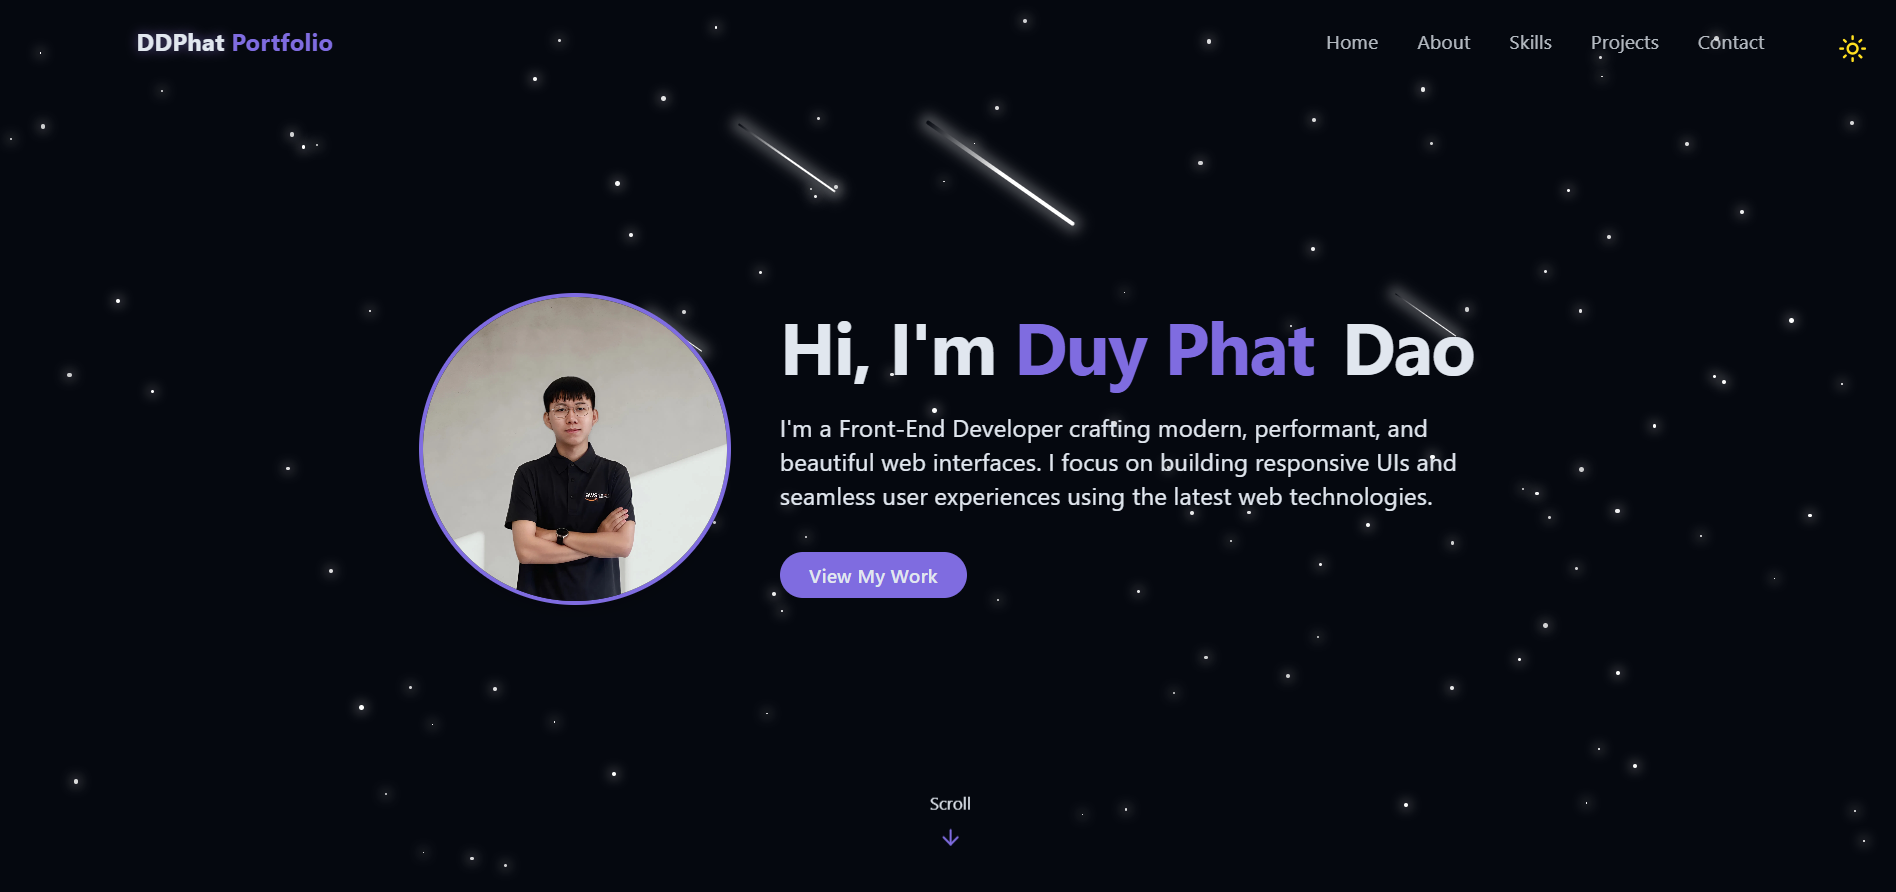 DDPhat Portfolio
Home About Skills Projects Contact
Hi, I'm Duy Phat Dao
I'm a Front-End Developer crafting modern, performant, and
beautiful web interfaces. I focus on building responsive UIs and
seamless user experiences using the latest web technologies.
View My Work
Scroll
aws